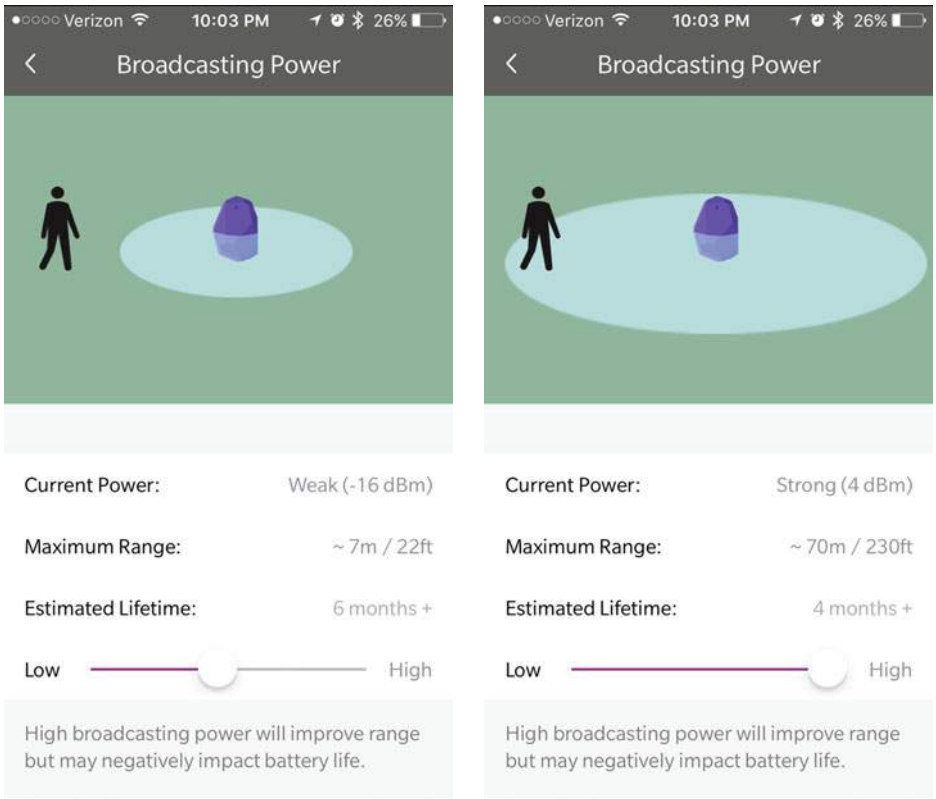 Verizon 10:03 PM 26%
Broadcasting Power
Current Power: Weak (-16 dBm)
Maximum Range: ~ 7m / 22ft
Estimated Lifetime: 6 months +
Low High
High broadcasting power will improve range
but may negatively impact battery life.
Verizon 10:03 PM 26%
Broadcasting Power
Current Power: Strong (4 dBm)
Maximum Range: ~ 70m / 230ft
Estimated Lifetime: 4 months +
Low High
High broadcasting power will improve range
but may negatively impact battery life.